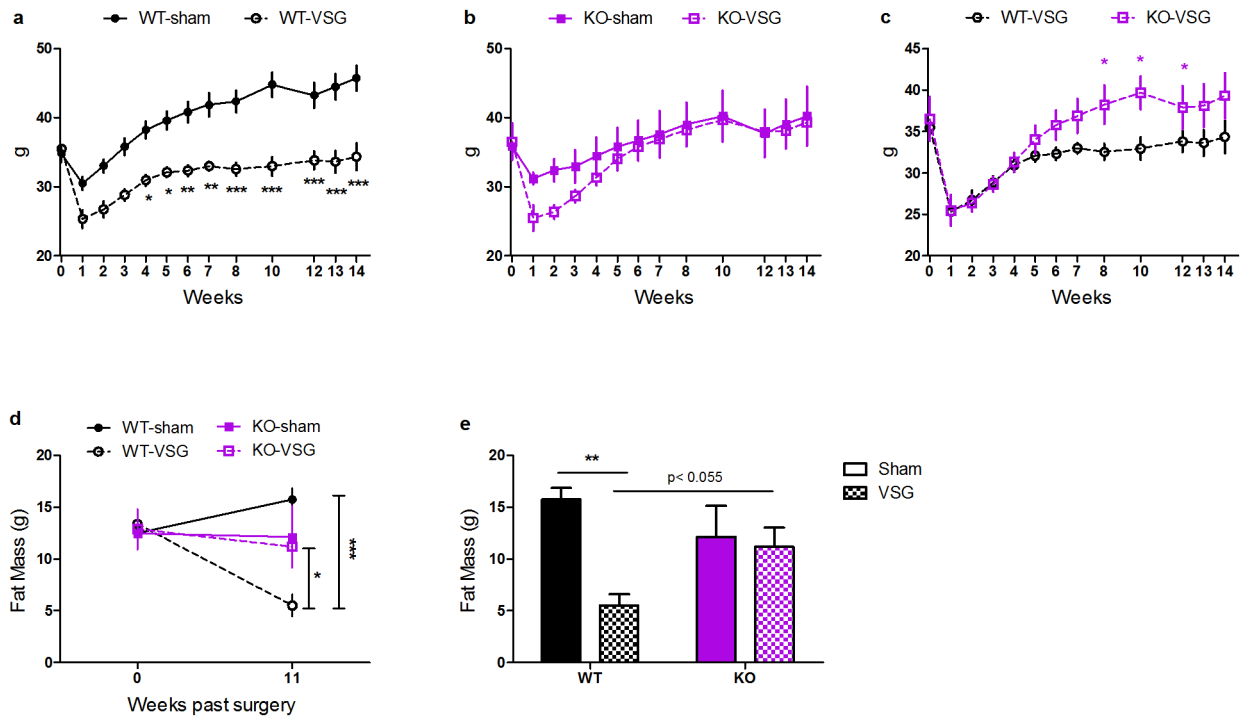 a
WT-sham
WT-VSG
50
40
30
20
g
* * ** ** *** *** *** *** ***
0 1 2 3 4 5 6 7 8 10 12 13 14
Weeks
b
KO-sham
KO-VSG
50
40
30
20
g
0 1 2 3 4 5 6 7 8 10 12 13 14
Weeks
c
WT-VSG
KO-VSG
45
40
35
30
25
20
g
* * *
0 1 2 3 4 5 6 7 8 10 12 13 14
Weeks
d
WT-sham
KO-sham
WT-VSG
KO-VSG
20
15
10
5
0
Fat Mass (g)
*
***
0 11
Weeks past surgery
e
20
15
10
5
0
Fat Mass (g)
**
p< 0.055
WT KO
Sham
VSG